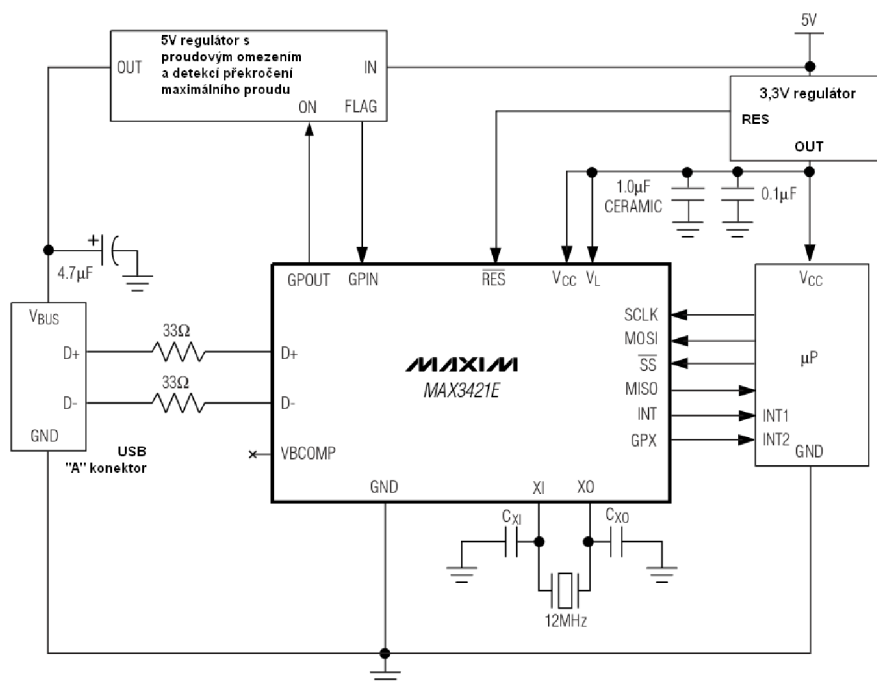 5V
5V regulátor s
proudovým omezením
a detekcí překročení
maximálního proudu
OUT
IN
ON
FLAG
3,3V regulátor
RES
OUT
1.0µF
CERAMIC
0.1µF
4.7µF
GPOUT
GPIN
RES
VCC
VL
VCC
VBUS
D+
D-
GND
33Ω
33Ω
USB
"A" konektor
D+
D-
VBCOMP
MAXIM
MAX3421E
SCLK
MOSI
SS
MISO
INT
GPX
µP
INT1
INT2
GND
GND
XI
XO
CXI
CXO
12MHz